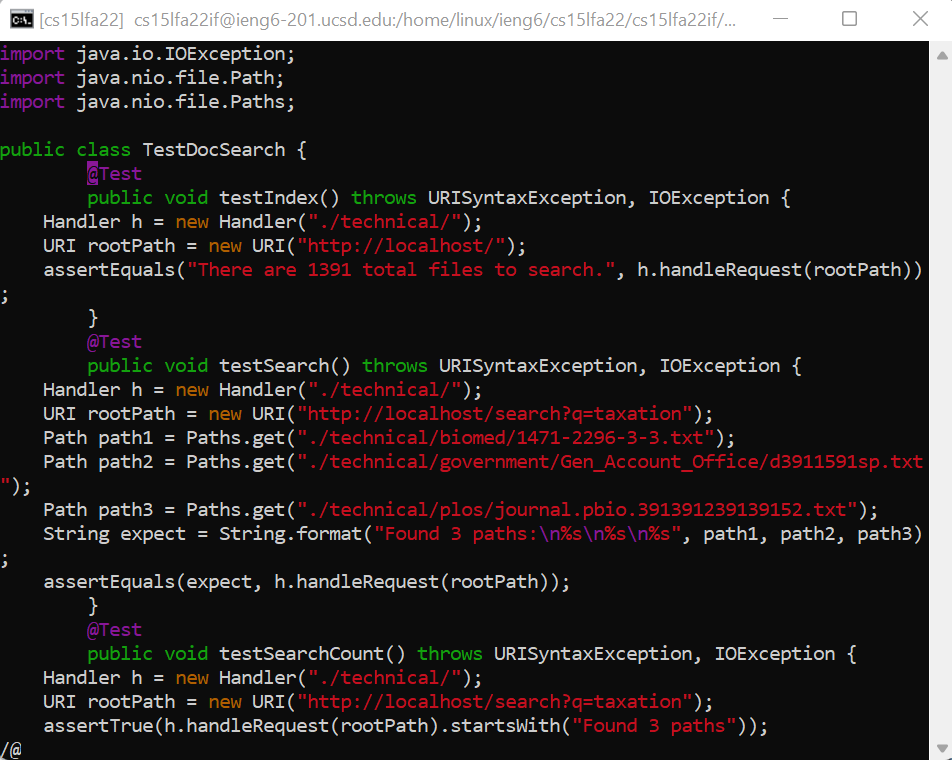 [cs15lfa22] cs15lfa22if@ieng6-201.ucsd.edu:/home/linux/ieng6/cs15lfa22/cs15lfa22if/...
import java.io.IOException;
import java.nio.file.Path;
import java.nio.file.Paths;
public class TestDocSearch {
@Test
public void testIndex() throws URISyntaxException, IOException {
Handler h = new Handler("./technical/");
URI rootPath = new URI("http://localhost/");
assertEquals("There are 1391 total files to search.", h.handleRequest(rootPath))
;
}
@Test
public void testSearch() throws URISyntaxException, IOException {
Handler h = new Handler("./technical/");
URI rootPath = new URI("http://localhost/search?q=taxation");
Path path1 = Paths.get("./technical/biomed/1471-2296-3-3.txt");
Path path2 = Paths.get("./technical/government/Gen_Account_Office/d3911591sp.txt
");
Path path3 = Paths.get("./technical/plos/journal.pbio.391391239139152.txt");
String expect = String.format("Found 3 paths:\n%s\n%s\n%s", path1, path2, path3)
;
assertEquals(expect, h.handleRequest(rootPath));
}
@Test
public void testSearchCount() throws URISyntaxException, IOException {
Handler h = new Handler("./technical/");
URI rootPath = new URI("http://localhost/search?q=taxation");
assertTrue(h.handleRequest(rootPath).startsWith("Found 3 paths"));
/@